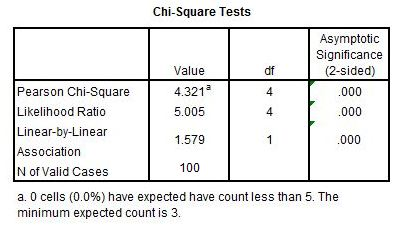 Chi-Square Tests
Value df Asymptotic Significance (2-sided)
Pearson Chi-Square 4.321a 4 .000
Likelihood Ratio 5.005 4 .000
Linear-by-Linear Association 1.579 1 .000
N of Valid Cases 100
a. 0 cells (0.0%) have expected have count less than 5. The
minimum expected count is 3.